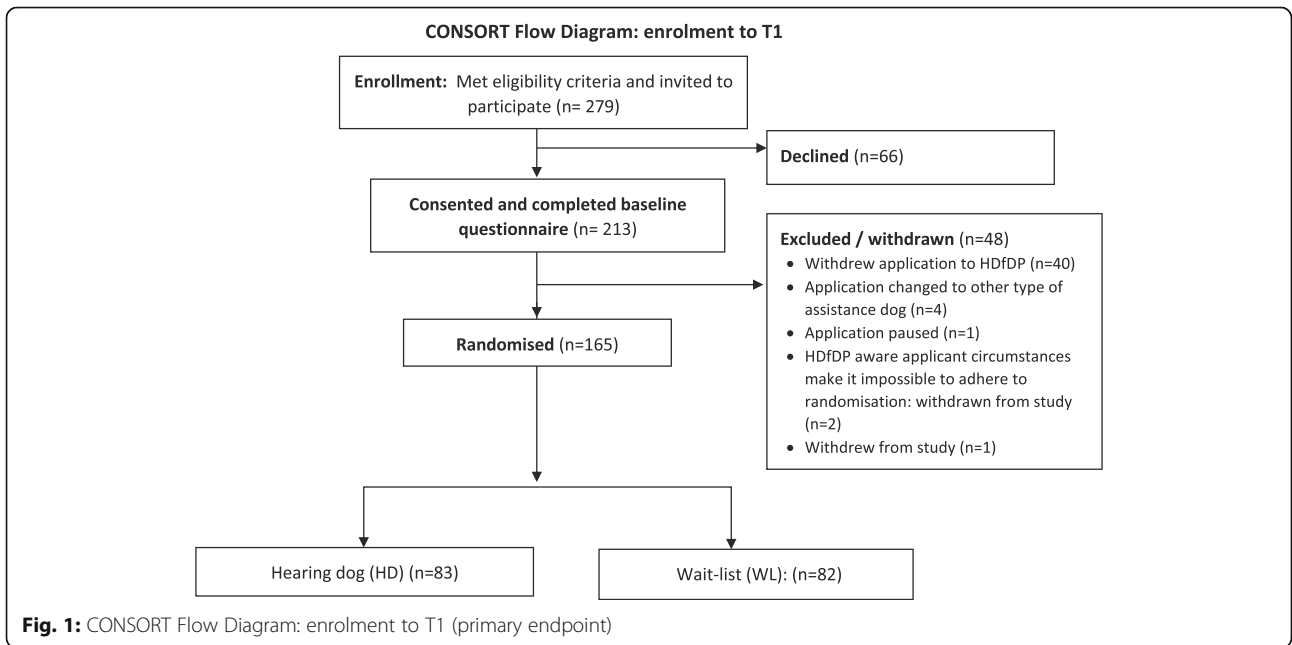 CONSORT Flow Diagram: enrolment to T1
Enrollment: Met eligibility criteria and invited to
participate (n= 279)
Declined (n=66)
Consented and completed baseline
questionnaire (n= 213)
Excluded / withdrawn (n=48)
• Withdrew application to HDfDP (n=40)
• Application changed to other type of
assistance dog (n=4)
• Application paused (n=1)
• HDfDP aware applicant circumstances
make it impossible to adhere to
randomisation: withdrawn from study
(n=2)
• Withdrew from study (n=1)
Randomised (n=165)
Hearing dog (HD) (n=83)
Wait-list (WL): (n=82)
Fig. 1: CONSORT Flow Diagram: enrolment to T1 (primary endpoint)